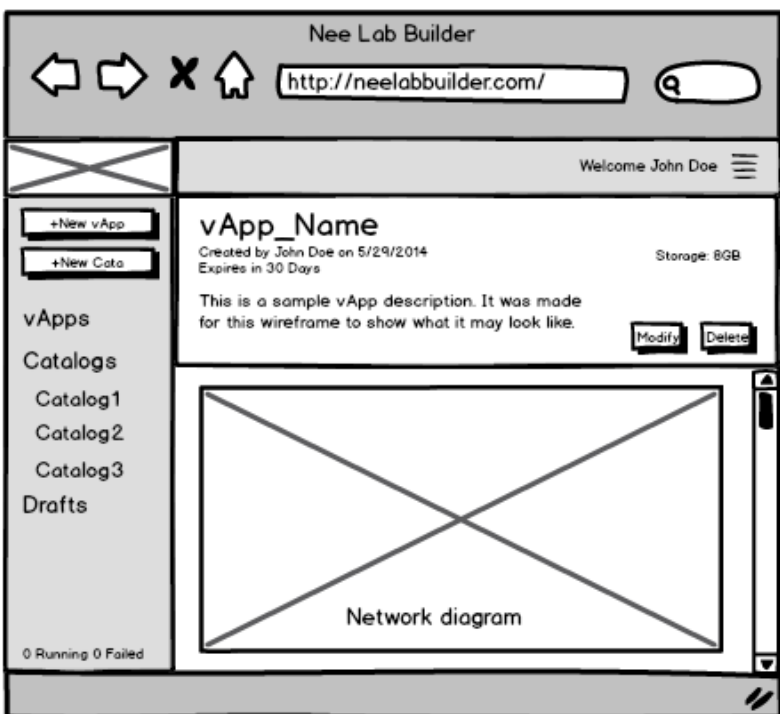 Nee Lab Builder
http://neelabbuilder.com/
Welcome John Doe
+New vApp
+New Cata
vApps
Catalogs
Catalog1
Catalog2
Catalog3
Drafts
0 Running 0 Failed
vApp_Name
Created by John Doe on 5/29/2014
Expires in 30 Days
Storage: 8GB
This is a sample vApp description. It was made
for this wireframe to show what it may look like.
Modify
Delete
Network diagram